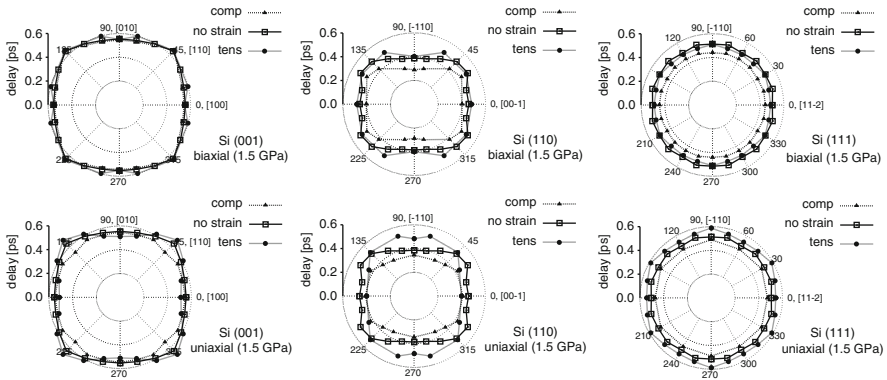 comp
no strain
tens
90, [010]
delay [ps]
0.6
0.4
0.2
0.0
45, [110]
0, [100]
270
Si (001)
biaxial (1.5 GPa)
comp
no strain
tens
90, [-110]
delay [ps]
0.6
0.4
0.2
0.0
135
45
0, [00-1]
225
315
270
Si (110)
biaxial (1.5 GPa)
comp
no strain
tens
90, [-110]
delay [ps]
0.6
0.4
0.2
0.0
120
60
30
0, [11-2]
210
330
240
300
270
Si (111)
biaxial (1.5 GPa)
comp
no strain
tens
90, [010]
delay [ps]
0.6
0.4
0.2
0.0
45, [110]
0, [100]
270
Si (001)
uniaxial (1.5 GPa)
comp
no strain
tens
90, [-110]
delay [ps]
0.6
0.4
0.2
0.0
135
45
0, [00-1]
225
315
270
Si (110)
uniaxial (1.5 GPa)
comp
no strain
tens
90, [-110]
delay [ps]
0.6
0.4
0.2
0.0
120
60
30
0, [11-2]
210
330
240
300
270
Si (111)
uniaxial (1.5 GPa)